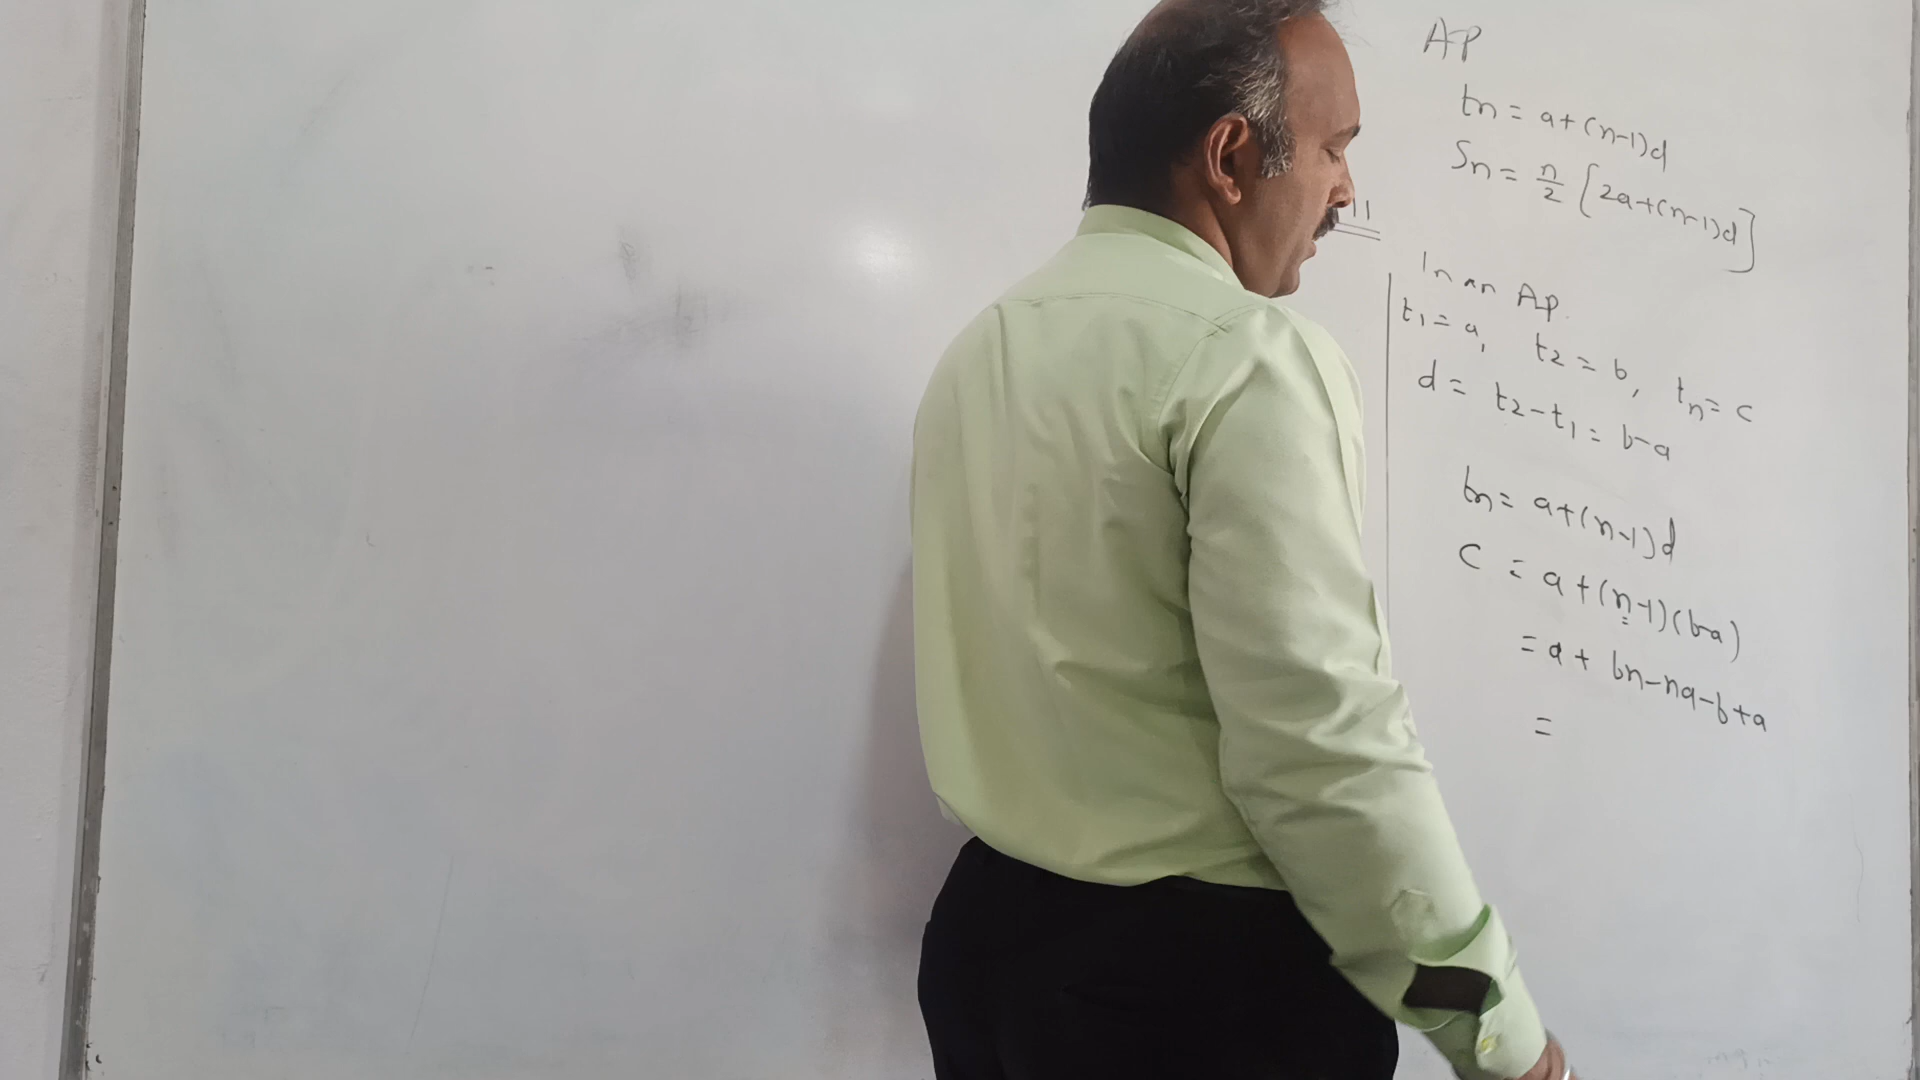 AP
tn = a+(n-1)d
Sn = n/2 [2a+(n-1)d]
11
In an AP.
t1 = a, t2 = b, tn = c
d = t2-t1 = b-a
tn = a+(n-1)d
C = a+(n-1)(b-a)
= a + bn-na-b+a
=